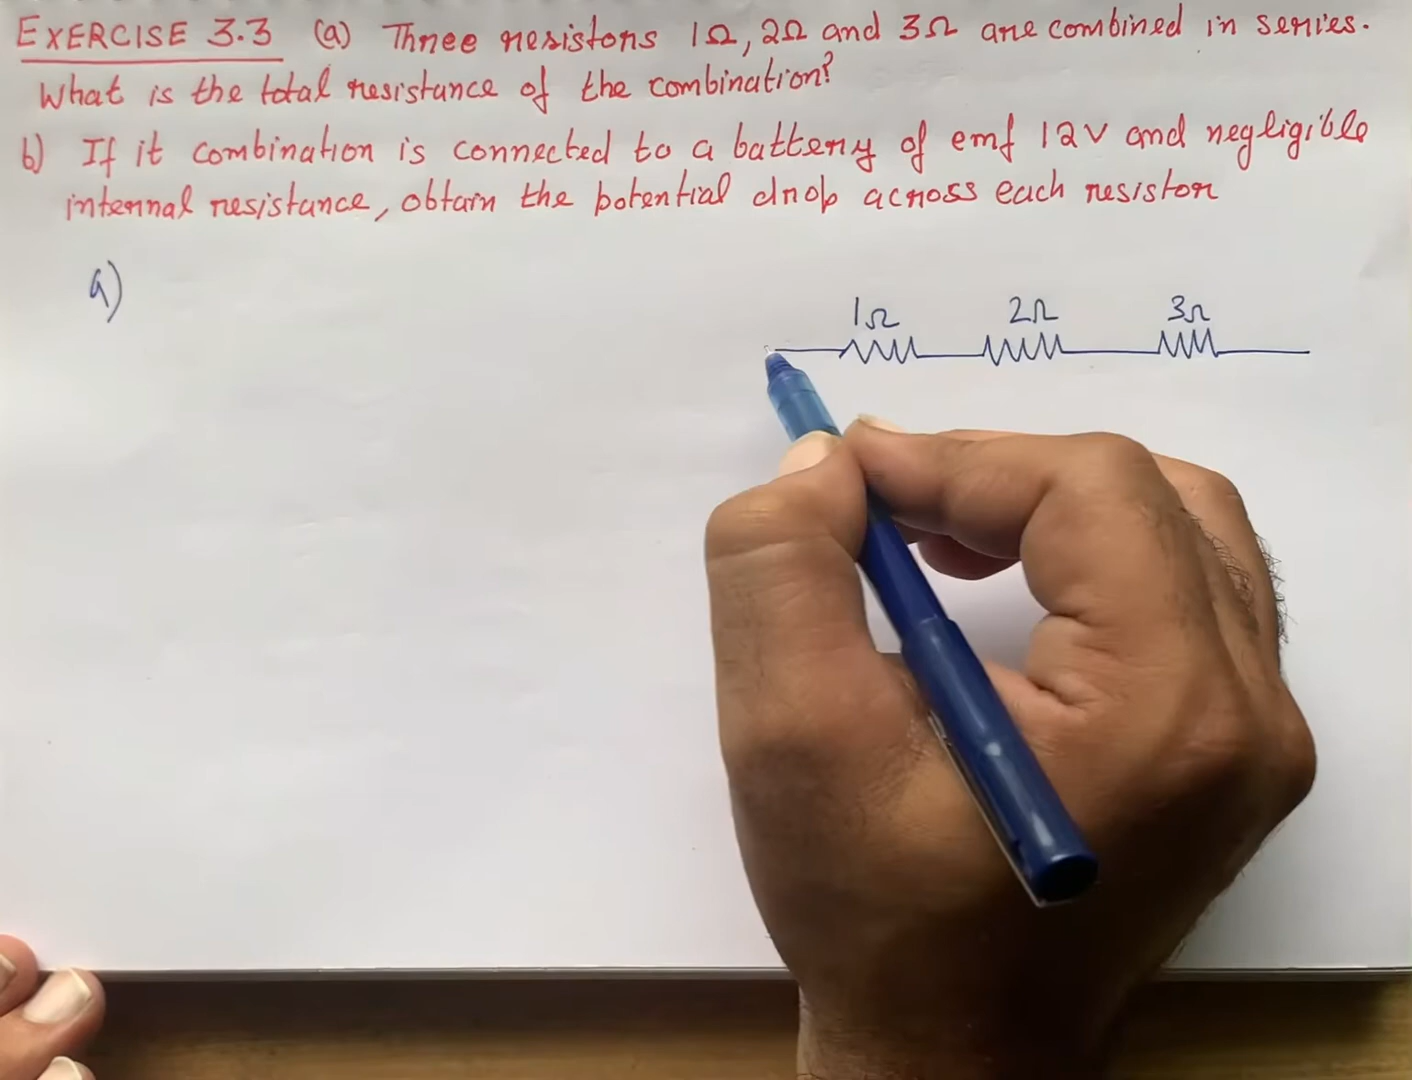 EXERCISE 3.3 (a) Three resistors 1Ω, 2Ω and 3Ω are combined in series.
What is the total resistance of the combination?
b) If it combination is connected to a battery of emf 12V and negligible
internal resistance, obtain the potential drop across each resistor
a)
1Ω 2Ω 3Ω